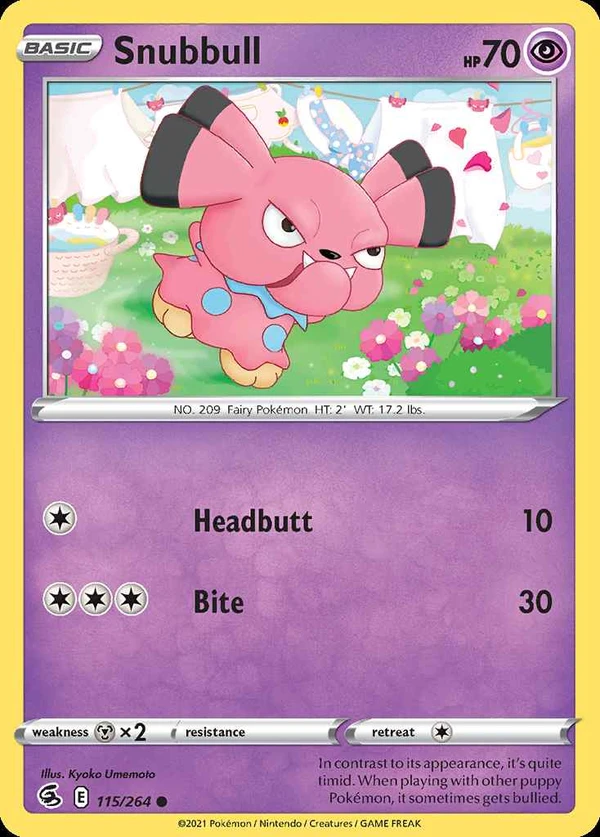 BASIC Snubbull HP 70
NO. 209 Fairy Pokémon HT: 2' WT: 17.2 lbs.
Headbutt 10
Bite 30
weakness ×2 resistance retreat
Illus. Kyoko Umemoto
E 115/264
In contrast to its appearance, it's quite
timid. When playing with other puppy
Pokémon, it sometimes gets bullied.
©2021 Pokémon / Nintendo / Creatures / GAME FREAK